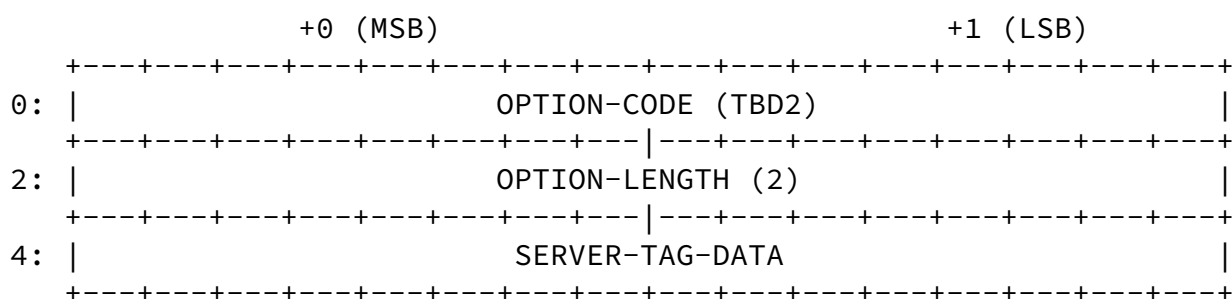 +0 (MSB) +1 (LSB)
+---+---+---+---+---+---+---+---+---+---+---+---+---+---+---+---+
0: | OPTION-CODE (TBD2) |
+---+---+---+---+---+---+---+---|---+---+---+---+---+---+---+---+
2: | OPTION-LENGTH (2) |
+---+---+---+---+---+---+---+---|---+---+---+---+---+---+---+---+
4: | SERVER-TAG-DATA |
+---+---+---+---+---+---+---+---+---+---+---+---+---+---+---+---+